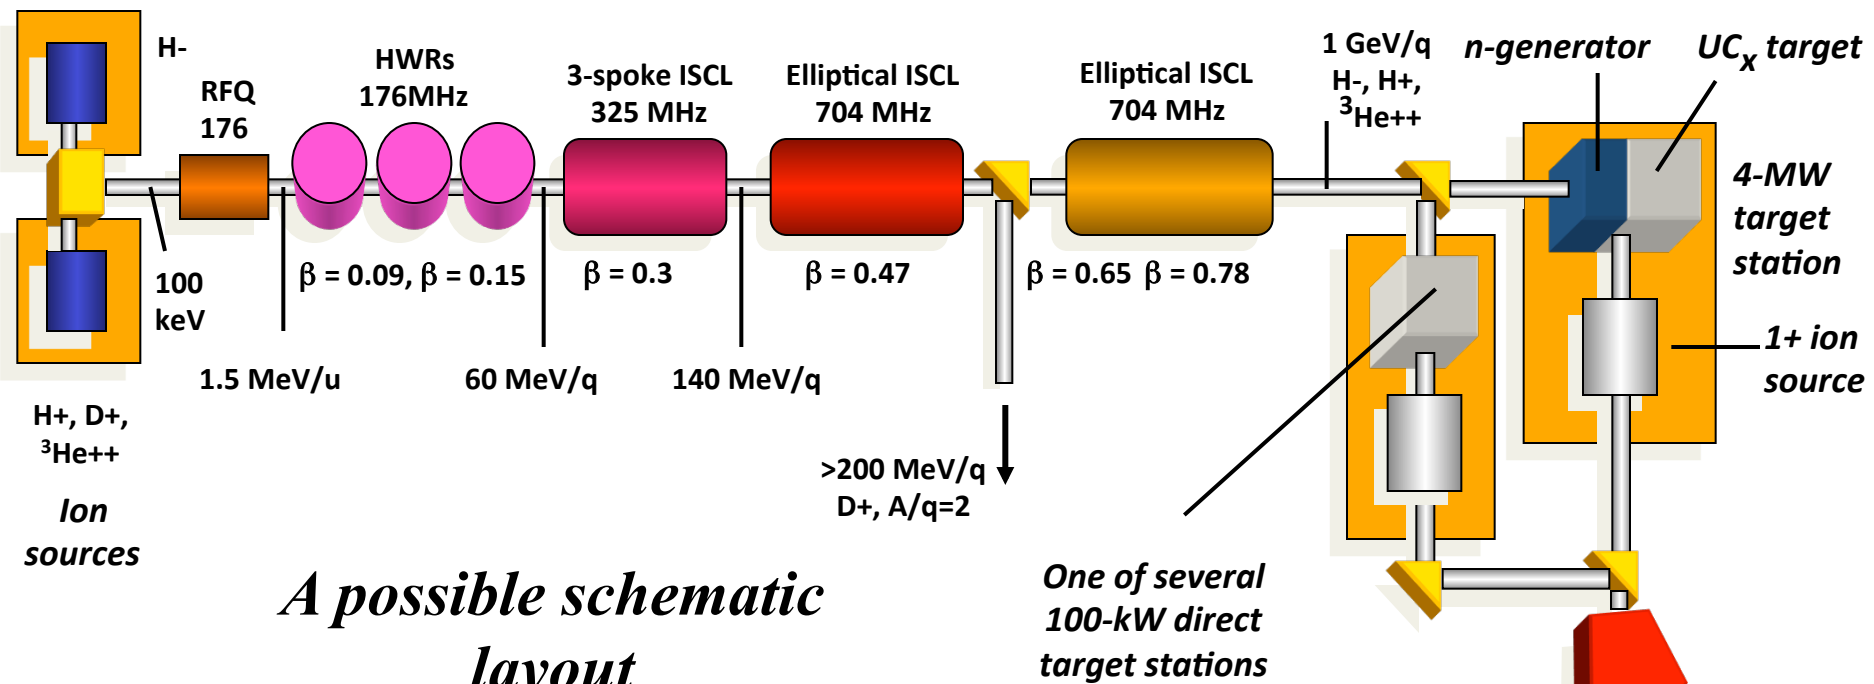 H-
RFQ
176
HWRs
176MHz
3-spoke ISCL
325 MHz
Elliptical ISCL
704 MHz
Elliptical ISCL
704 MHz
1 GeV/q
H-, H+,
³He++
n-generator
UCₓ target
4-MW
target
station
1+ ion
source
100
keV
β = 0.09, β = 0.15
β = 0.3
β = 0.47
β = 0.65 β = 0.78
1.5 MeV/u
60 MeV/q
140 MeV/q
>200 MeV/q
D+, A/q=2
H+, D+,
³He++
Ion
sources
One of several
100-kW direct
target stations
A possible schematic
layout